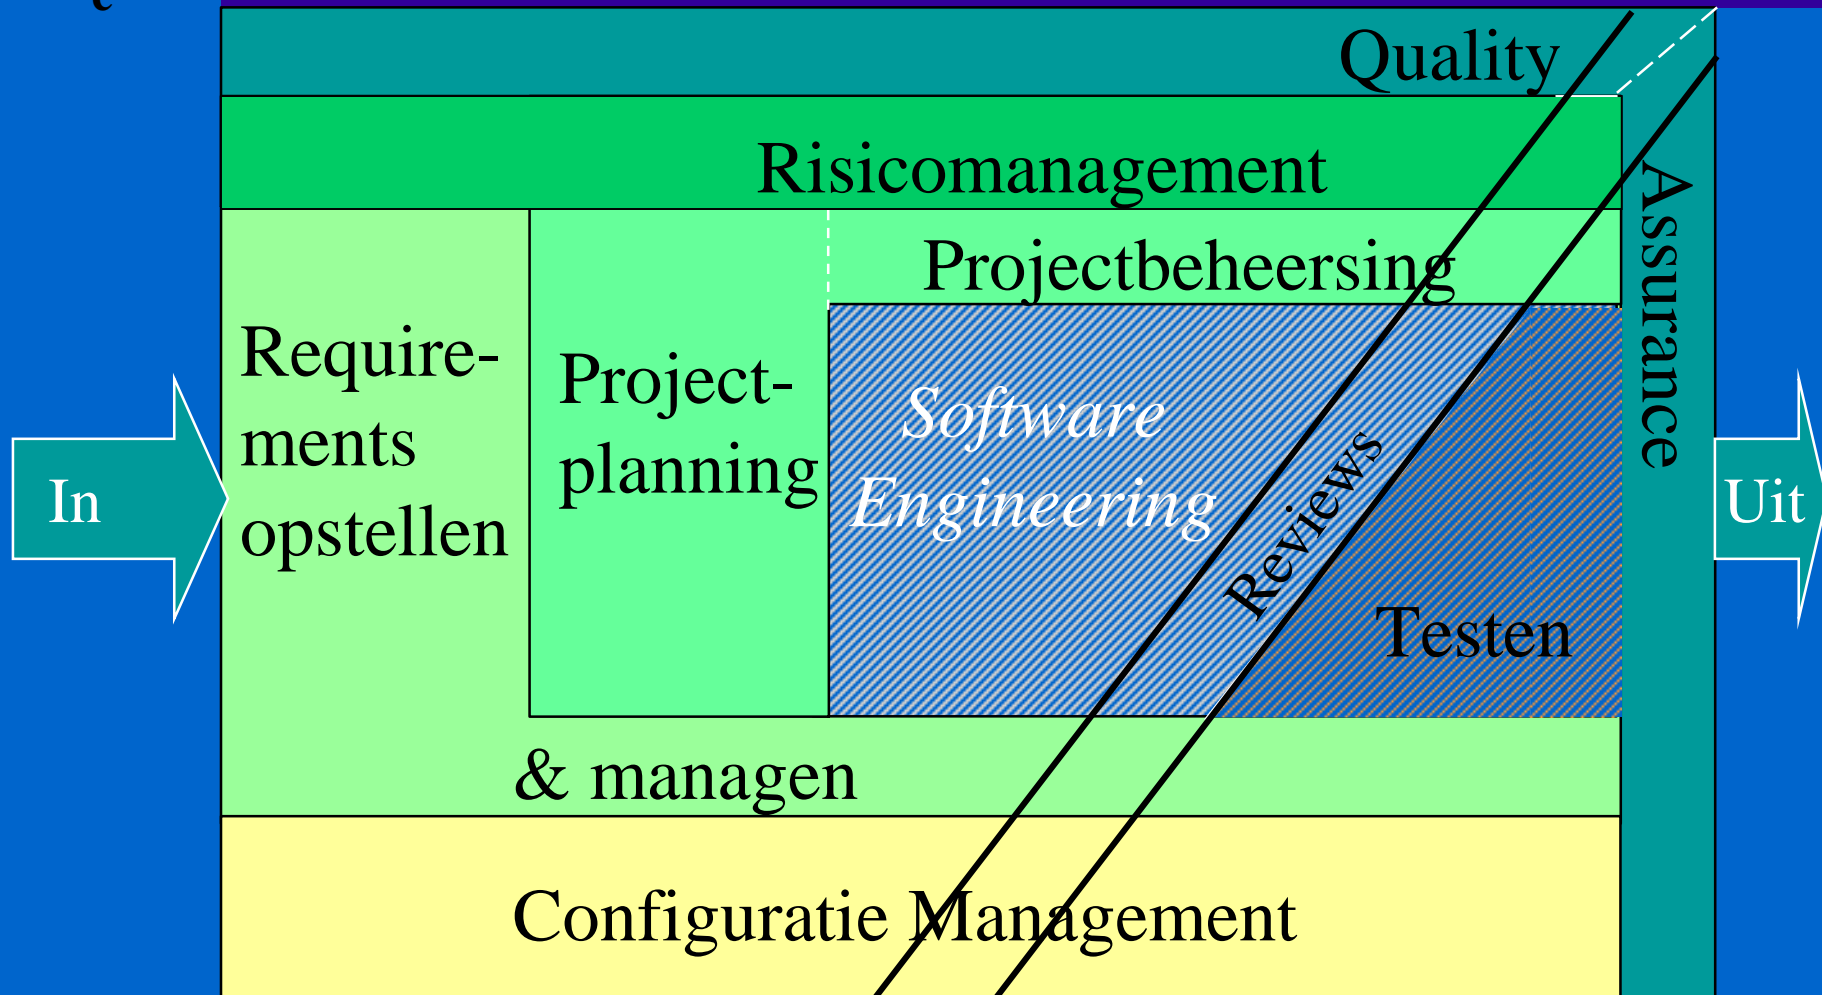 Quality
Risicomanagement
Assurance
Projectbeheersing
Require-
ments
opstellen
Project-
planning
Software
Engineering
Reviews
In
Uit
Testen
& managen
Configuratie Management